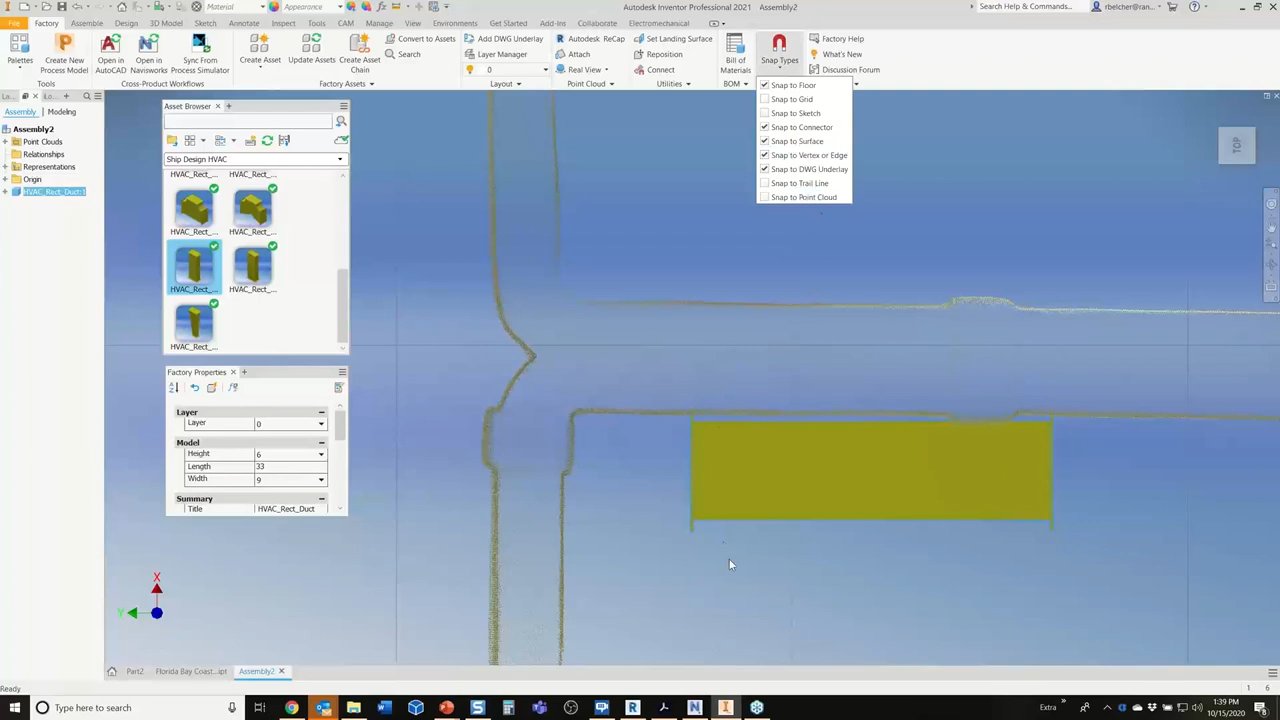 Material
Appearance
Autodesk Inventor Professional 2021 Assembly2
Search Help & Commands...
rbelcher@ran...
File Factory Assemble Design 3D Model Sketch Annotate Inspect Tools CAM Manage View Environments Get Started Add-Ins Collaborate Electromechanical
Palettes
Create New Process Model
Open in AutoCAD
Open in Navisworks
Sync From Process Simulator
Create Asset
Update Assets
Create Asset Chain
Convert to Assets
Search
Add DWG Underlay
Layer Manager
0
Autodesk ReCap
Attach
Real View
Set Landing Surface
Reposition
Connect
Bill of Materials
Snap Types
Factory Help
What's New
Discussion Forum
Tools Cross-Product Workflows Factory Assets Layout Point Cloud Utilities BOM
Snap to Floor
Snap to Grid
Snap to Sketch
Snap to Connector
Snap to Surface
Snap to Vertex or Edge
Snap to DWG Underlay
Snap to Trail Line
Snap to Point Cloud
Assembly Modeling
Assembly2
Point Clouds
Relationships
Representations
Origin
HVAC_Rect_Duct:1
Asset Browser
Ship Design HVAC
HVAC_Rect_... HVAC_Rect_...
HVAC_Rect_... HVAC_Rect_...
HVAC_Rect_... HVAC_Rect_...
HVAC_Rect_...
Factory Properties
Layer
Layer 0
Model
Height 6
Length 33
Width 9
Summary
Title HVAC_Rect_Duct
TOP
X
Y
Part2 Florida Bay Coast...ipt Assembly2
Ready
1 6
Type here to search
Extra
1:39 PM
10/15/2020